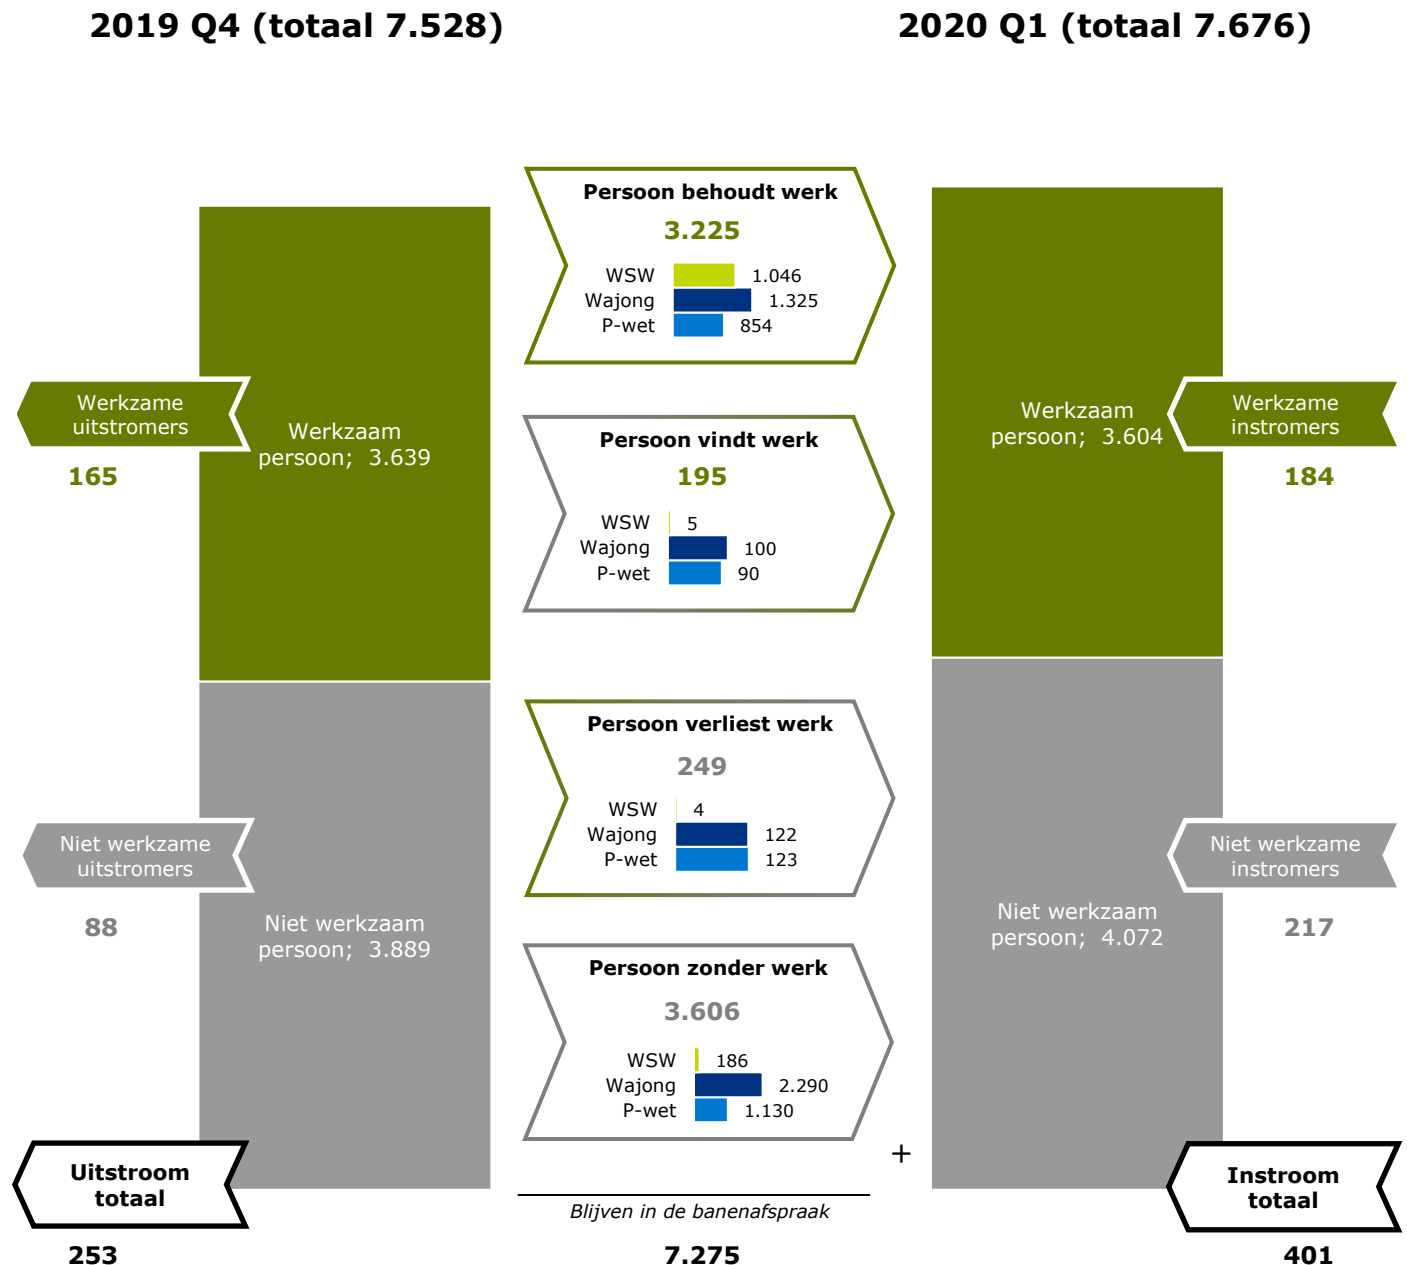 2019 Q4 (totaal 7.528)
2020 Q1 (totaal 7.676)
Persoon behoudt werk
3.225
WSW 1.046
Wajong 1.325
P-wet 854
Werkzame
uitstromers
165
Werkzaam
persoon; 3.639
Persoon vindt werk
195
WSW 5
Wajong 100
P-wet 90
Werkzaam
persoon; 3.604
Werkzame
instromers
184
Persoon verliest werk
249
WSW 4
Wajong 122
P-wet 123
Niet werkzame
uitstromers
88
Niet werkzaam
persoon; 3.889
Persoon zonder werk
3.606
WSW 186
Wajong 2.290
P-wet 1.130
Niet werkzaam
persoon; 4.072
Niet werkzame
instromers
217
+
Uitstroom
totaal
253
Blijven in de banenafspraak
7.275
Instroom
totaal
401